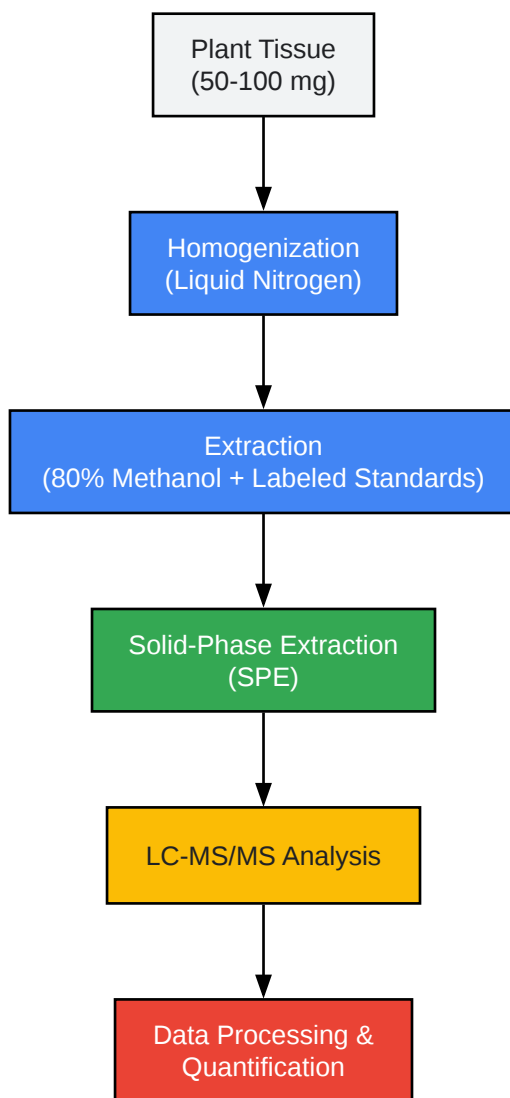 Plant Tissue
(50-100 mg)
Homogenization
(Liquid Nitrogen)
Extraction
(80% Methanol + Labeled Standards)
Solid-Phase Extraction
(SPE)
LC-MS/MS Analysis
Data Processing &
Quantification